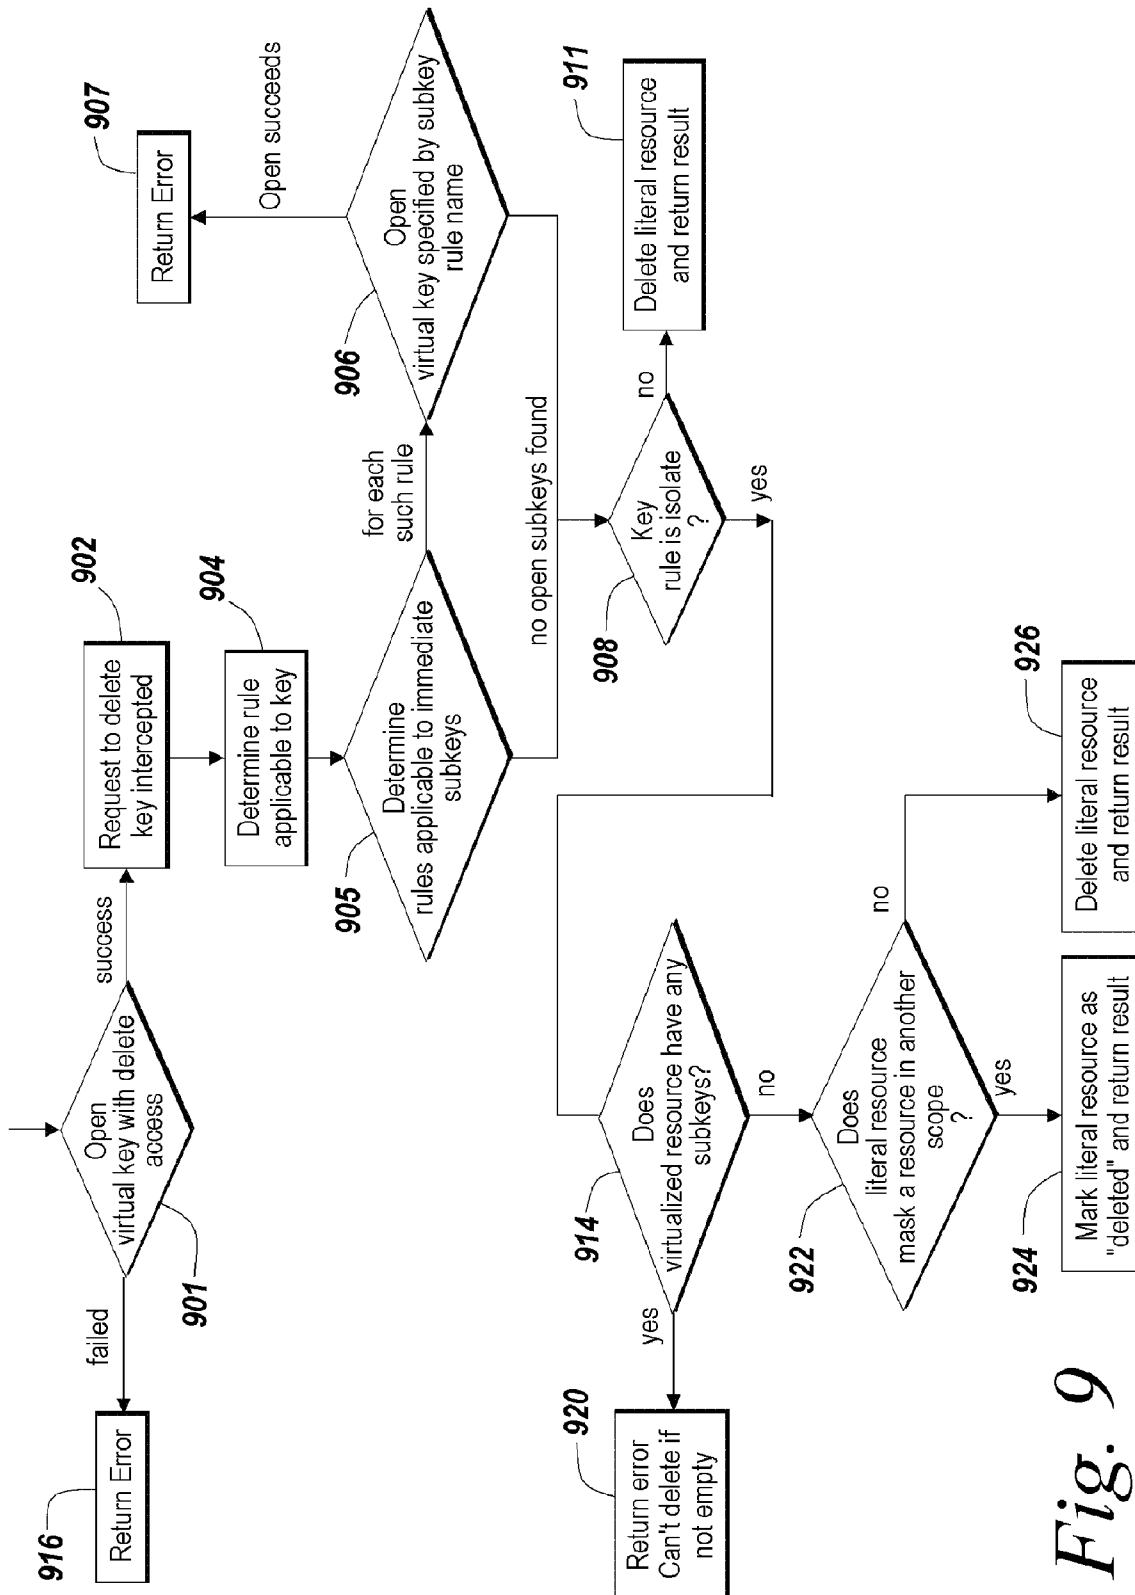 Open
virtual key with delete
access
901
failed
916
Return Error
success
902
Request to delete
key intercepted
904
Determine rule
applicable to key
905
Determine
rules applicable to immediate
subkeys
for each
such rule
906
Open
virtual key specified by subkey
rule name
Open succeeds
907
Return Error
no open subkeys found
908
Key
rule is isolate
?
no
911
Delete literal resource
and return result
yes
914
Does
virtualized resource have any
subkeys?
yes
920
Return error
Can't delete if
not empty
no
922
Does
literal resource
mask a resource in another
scope
?
no
926
Delete literal resource
and return result
yes
924
Mark literal resource as
"deleted" and return result
Fig. 9